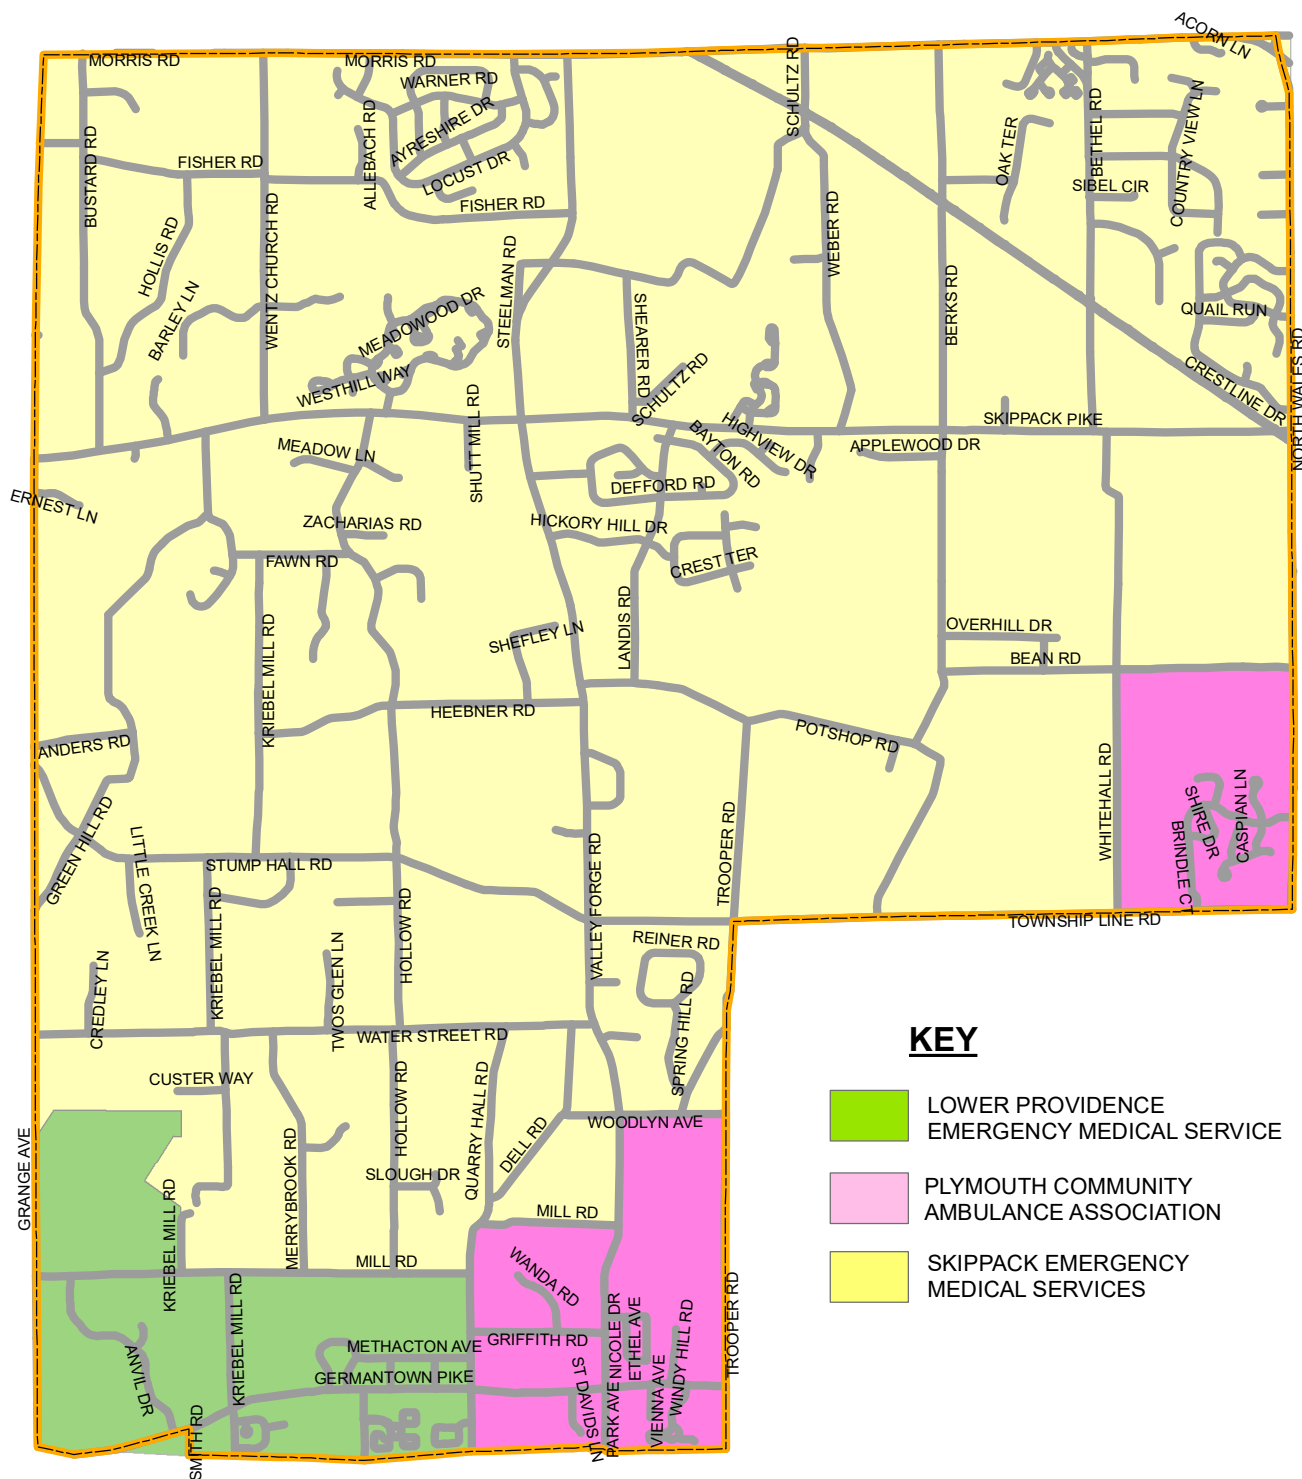 ACORN LN
MORRIS RD
MORRIS RD
WARNER RD
SCHULTZ RD
ALLEBACH RD
AYRESHIRE DR
LOCUST DR
BUSTARD RD
FISHER RD
FISHER RD
OAK TER
BETHEL RD
COUNTRY VIEW LN
SIBEL CIR
HOLLIS RD
WENTZ CHURCH RD
BARLEY LN
STEELMAN RD
WEBER RD
BERKS RD
MEADOWOOD DR
WESTHILL WAY
SHEARER RD
SCHULTZ RD
QUAIL RUN
CRESTLINE DR
NORTH WALES RD
SKIPPACK PIKE
SHUTT MILL RD
HIGHVIEW DR
BAYTON RD
APPLEWOOD DR
MEADOW LN
DEFFORD RD
ERNEST LN
ZACHARIAS RD
HICKORY HILL DR
FAWN RD
CREST TER
KRIEBEL MILL RD
SHEFLEY LN
LANDIS RD
OVERHILL DR
BEAN RD
HEEBNER RD
ANDERS RD
POTSHOP RD
WHITEHALL RD
SHIRE DR
CASPIAN LN
BRINDLE CT
GREEN HILL RD
LITTLE CREEK LN
STUMP HALL RD
TROOPER RD
VALLEY FORGE RD
KRIEBEL MILL RD
HOLLOW RD
TOWNSHIP LINE RD
REINER RD
CREDLEY LN
TWOS GLEN LN
SPRING HILL RD
WATER STREET RD
CUSTER WAY
HOLLOW RD
QUARRY HALL RD
DELL RD
WOODLYN AVE
GRANGE AVE
MERRYBROOK RD
SLOUGH DR
KRIEBEL MILL RD
MILL RD
MILL RD
WANDA RD
KRIEBEL MILL RD
NICOLE DR
ETHEL AVE
WINDY HILL RD
TROOPER RD
METHACTON AVE
GRIFFITH RD
GERMANTOWN PIKE
ANVIL DR
ST DAVIDS LN
PARK AVE
VIENNA AVE
SMITH RD
KEY
LOWER PROVIDENCE
EMERGENCY MEDICAL SERVICE
PLYMOUTH COMMUNITY
AMBULANCE ASSOCIATION
SKIPPACK EMERGENCY
MEDICAL SERVICES